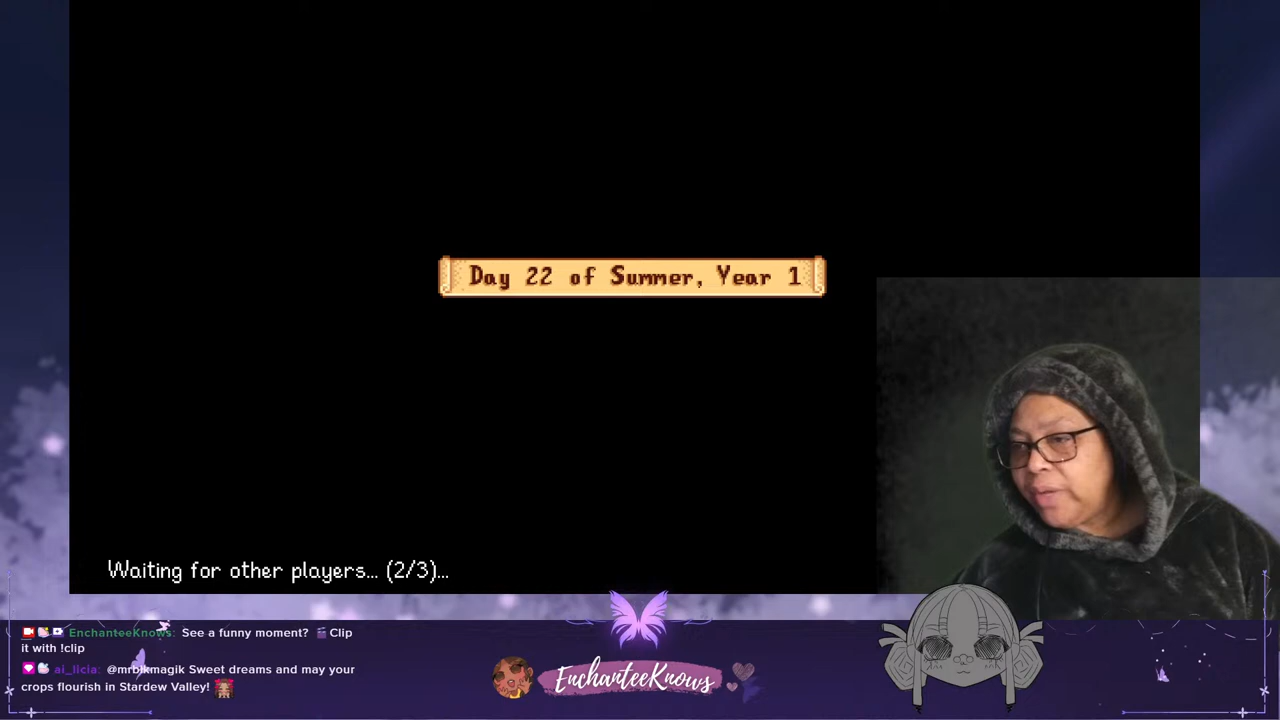 Day 22 of Summer, Year 1
Waiting for other players... (2/3)...
EnchanteeKnows: See a funny moment? Clip
it with !clip
ai_licia: @mrblkmagik Sweet dreams and may your
crops flourish in Stardew Valley!
EnchanteeKnows